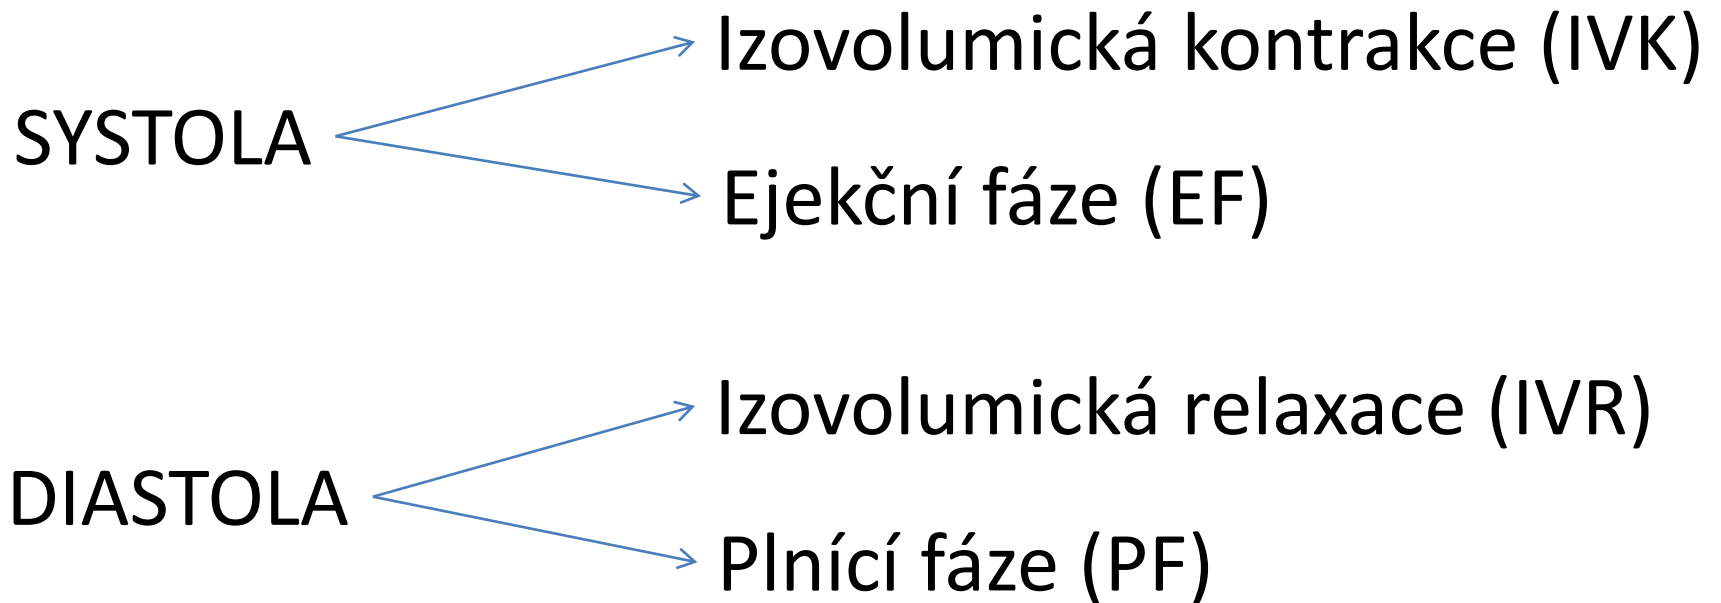 SYSTOLA
Izovolumická kontrakce (IVK)
Ejekční fáze (EF)
DIASTOLA
Izovolumická relaxace (IVR)
Plnící fáze (PF)